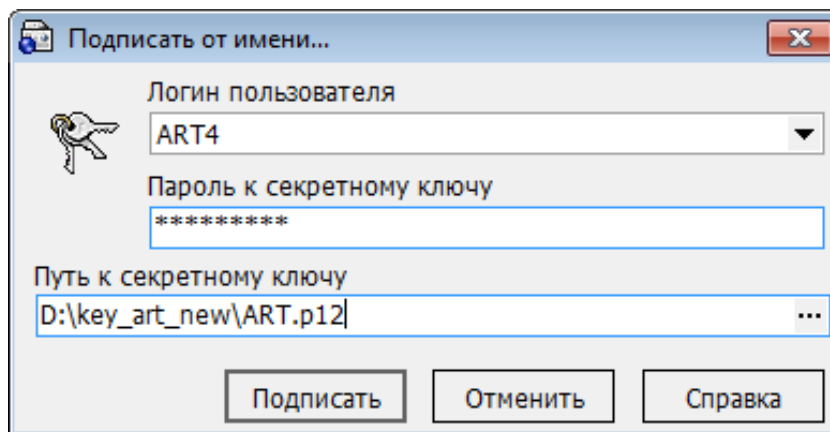 Подписать от имени...
Логин пользователя
ART4
Пароль к секретному ключу
*********
Путь к секретному ключу
D:\key_art_new\ART.p12
...
Подписать Отменить Справка